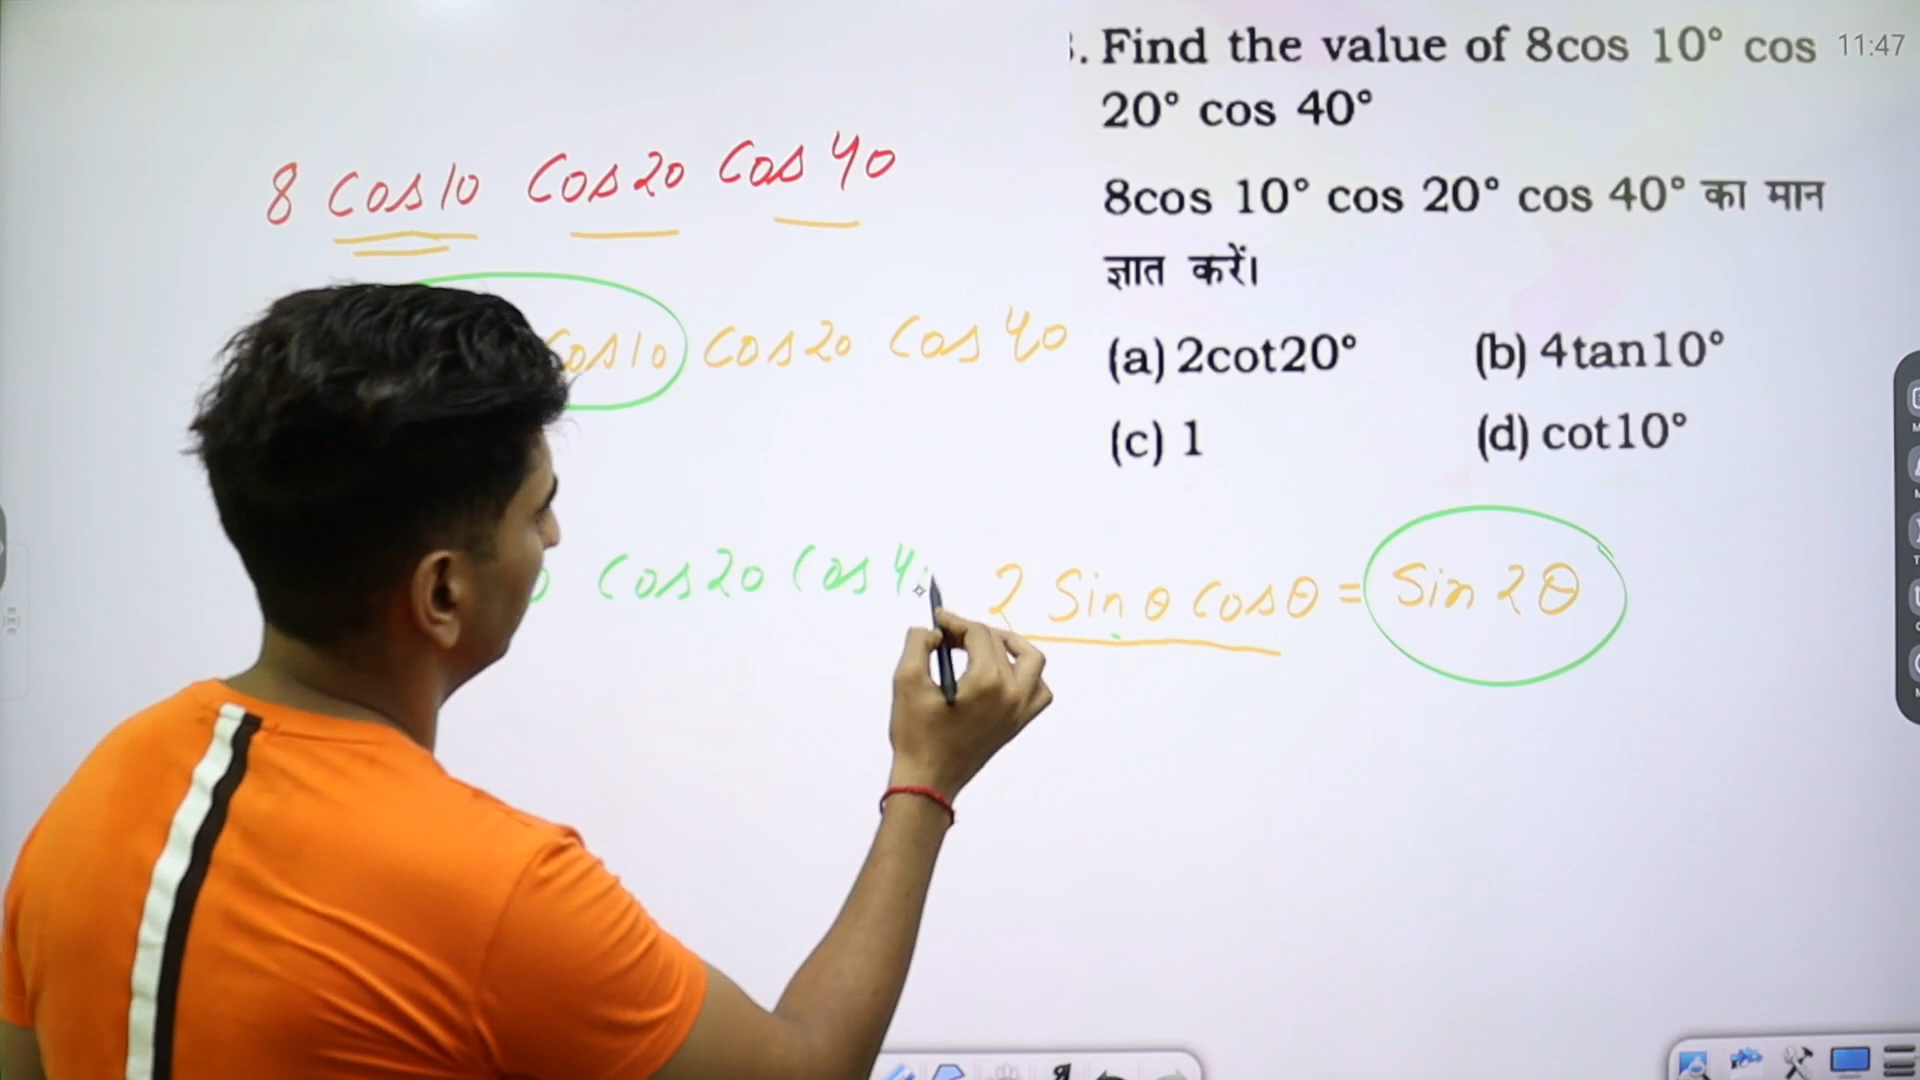 . Find the value of 8cos 10° cos
20° cos 40°
11:47
8cos 10° cos 20° cos 40° का मान
ज्ञात करें।
(a) 2cot20° (b) 4tan10°
(c) 1 (d) cot10°
8 Cos10 Cos20 Cos40
Cos10 Cos20 Cos40
Cos20 Cos4
2 Sinθ Cosθ = Sin2θ